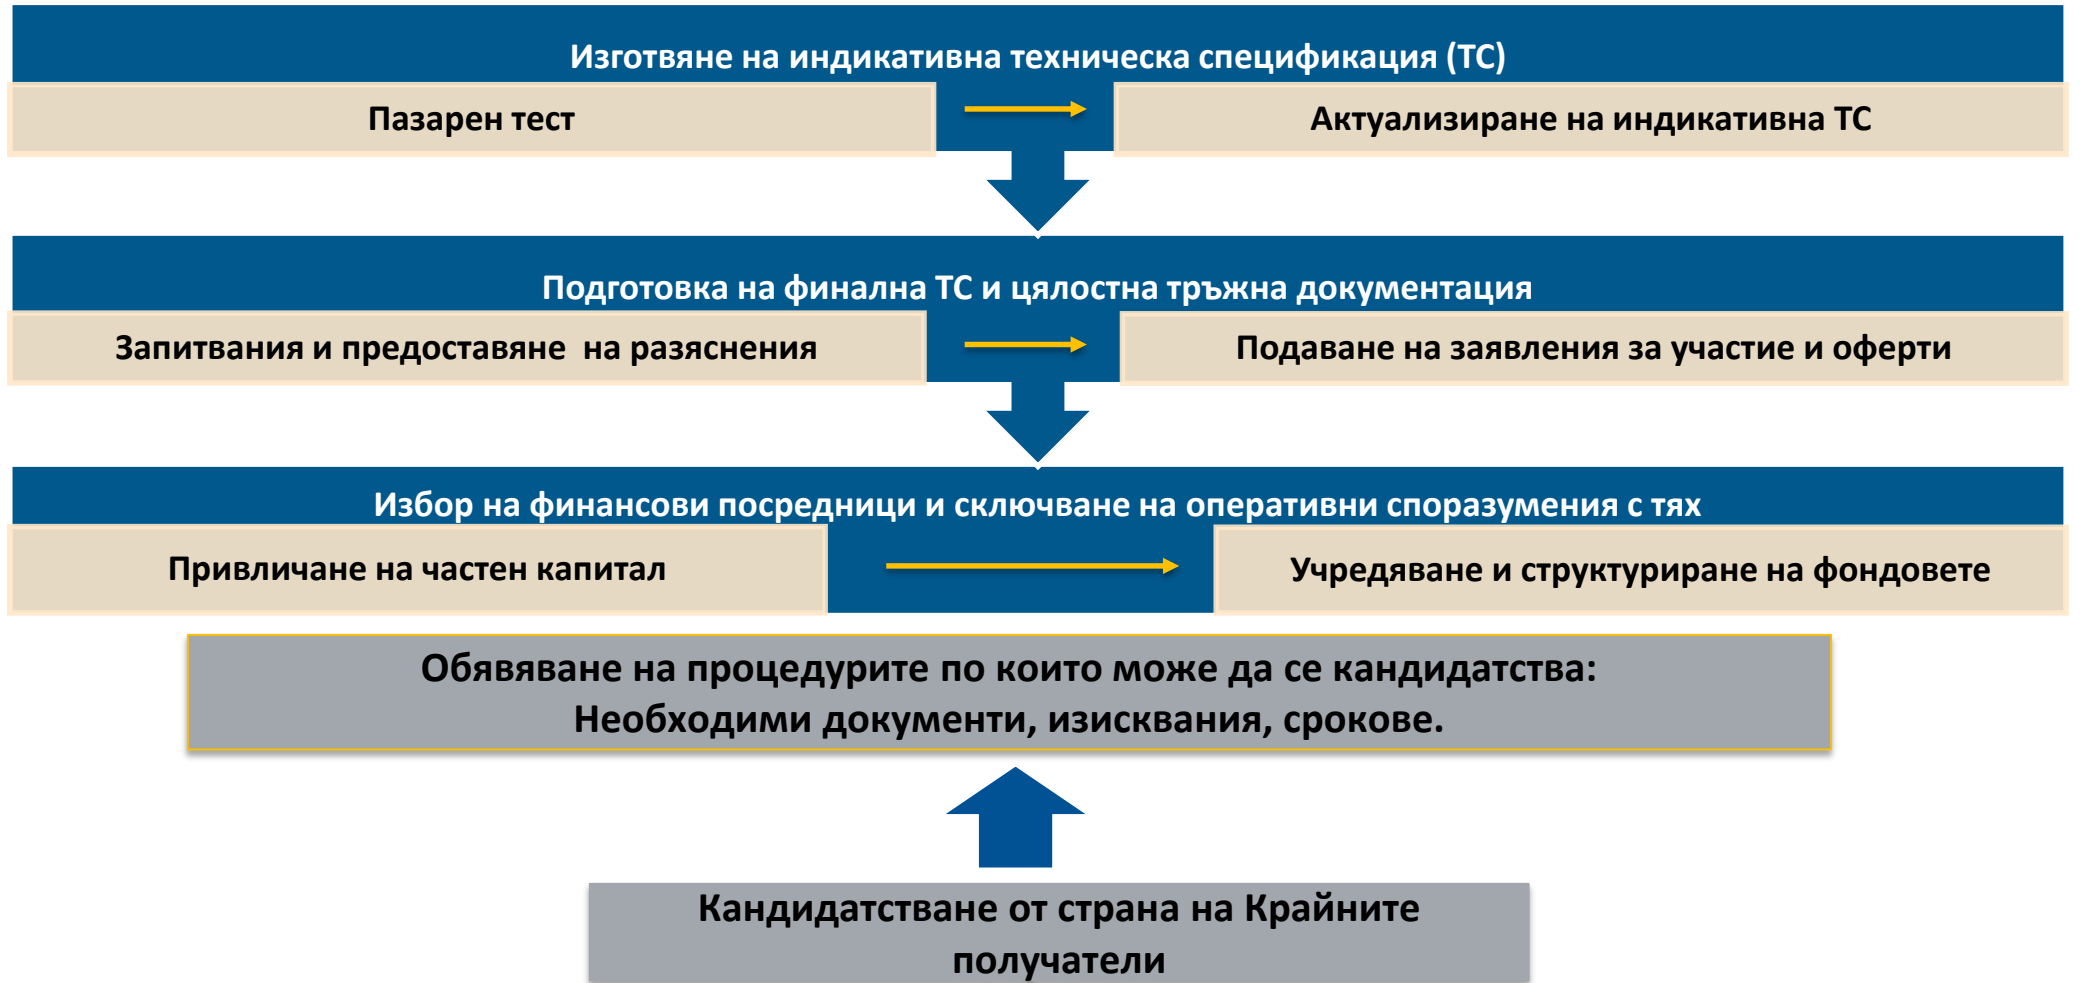 Изготвяне на индикативна техническа спецификация (ТС)
Пазарен тест
Актуализиране на индикативна ТС
Подготовка на финална ТС и цялостна тръжна документация
Запитвания и предоставяне  на разяснения
Подаване на заявления за участие и оферти
Избор на финансови посредници и сключване на оперативни споразумения с тях
Привличане на частен капитал
Учредяване и структуриране на фондовете
Обявяване на процедурите по които може да се кандидатства:
Необходими документи, изисквания, срокове.
Кандидатстване от страна на Крайните
получатели